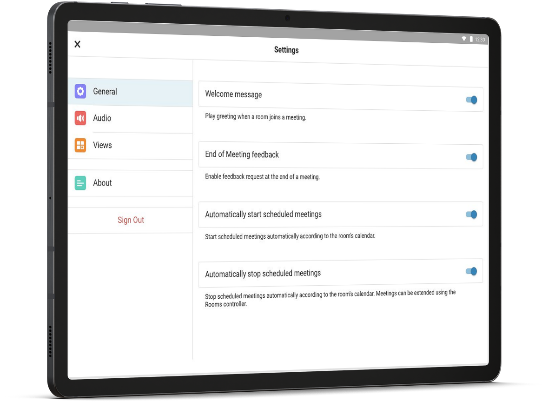 Settings
General
Audio
Views
About
Sign Out
Welcome message
Play greeting when a room joins a meeting.
End of Meeting feedback
Enable feedback request at the end of a meeting.
Automatically start scheduled meetings
Start scheduled meetings automatically according to the room's calendar.
Automatically stop scheduled meetings
Stop scheduled meetings automatically according to the room's calendar. Meetings can be extended using the
Rooms controller.